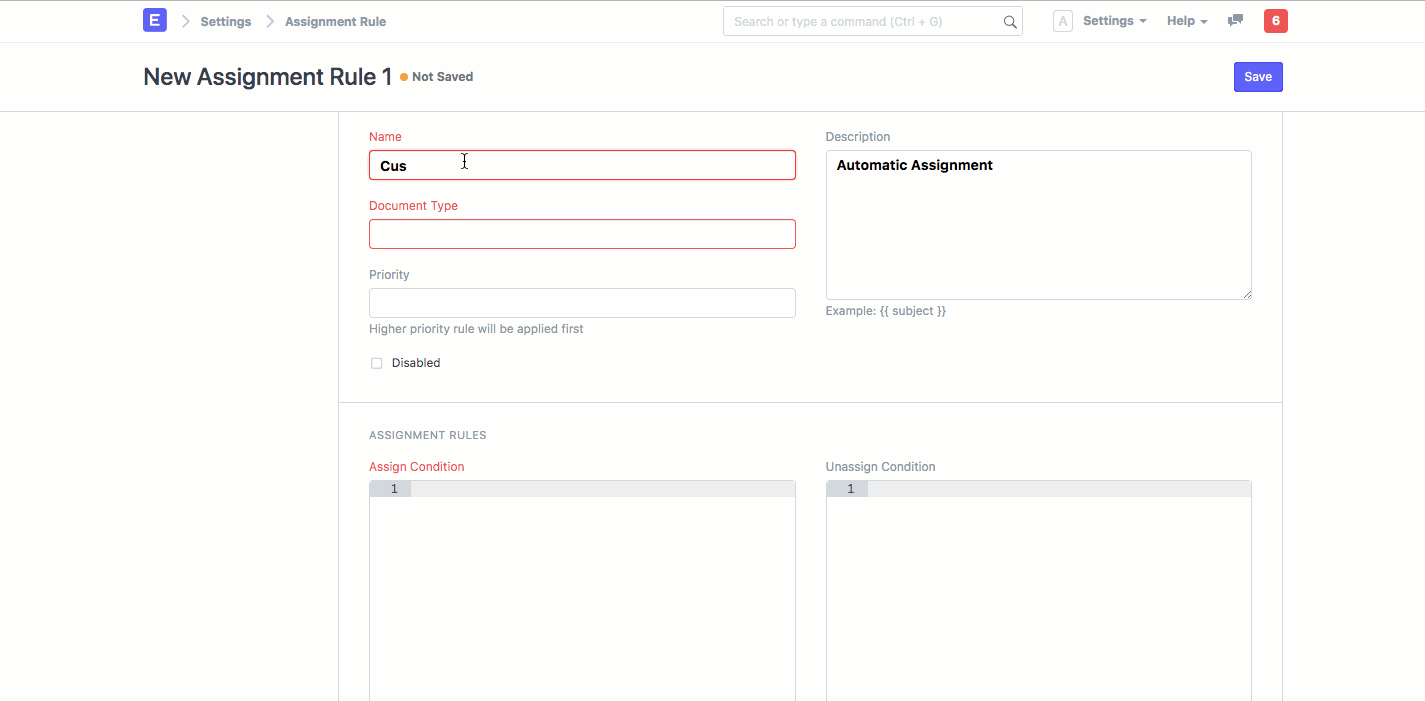 E Settings Assignment Rule Search or type a command (Ctrl + G) A Settings Help 6
New Assignment Rule 1 Not Saved Save
Name
Cus
Document Type
Priority
Higher priority rule will be applied first
Disabled
Description
Automatic Assignment
Example: {{ subject }}
ASSIGNMENT RULES
Assign Condition
1
Unassign Condition
1